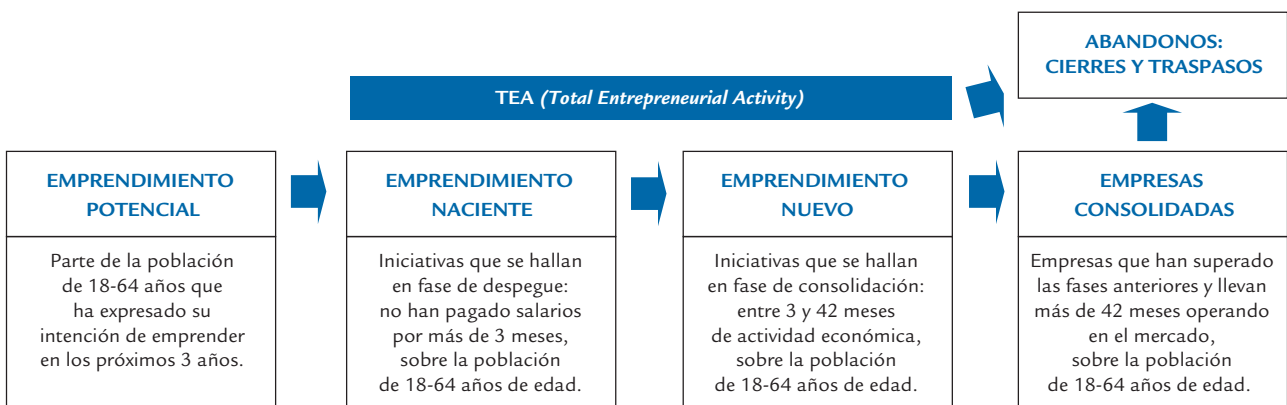 ABANDONOS:
CIERRES Y TRASPASOS
TEA (Total Entrepreneurial Activity)
EMPRENDIMIENTO
POTENCIAL
Parte de la población
de 18-64 años que
ha expresado su
intención de emprender
en los próximos 3 años.
EMPRENDIMIENTO
NACIENTE
Iniciativas que se hallan
en fase de despegue:
no han pagado salarios
por más de 3 meses,
sobre la población
de 18-64 años de edad.
EMPRENDIMIENTO
NUEVO
Iniciativas que se hallan
en fase de consolidación:
entre 3 y 42 meses
de actividad económica,
sobre la población
de 18-64 años de edad.
EMPRESAS
CONSOLIDADAS
Empresas que han superado
las fases anteriores y llevan
más de 42 meses operando
en el mercado,
sobre la población
de 18-64 años de edad.